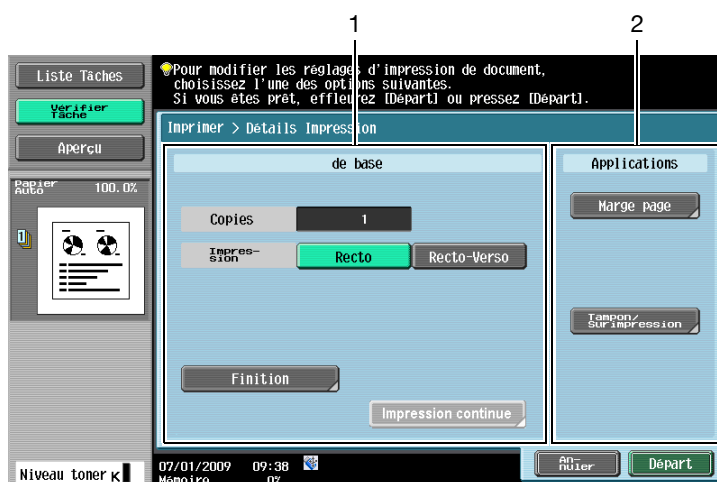 1
2
Liste Tâches
Vérifier
Tâche
Aperçu
Papier
Auto
100.0%
1
Pour modifier les réglages d'impression de document,
choisissez l'une des options suivantes.
Si vous êtes prêt, effleurez [Départ] ou pressez [Départ].
Imprimer > Détails Impression
de base
Copies
1
Impres-
sion
Recto
Recto-Verso
Finition
Impression continue
Applications
Marge page
Tampon/
Surimpression
Niveau toner K
07/01/2009 09:38
Mémoire 0%
An-
nuler
Départ